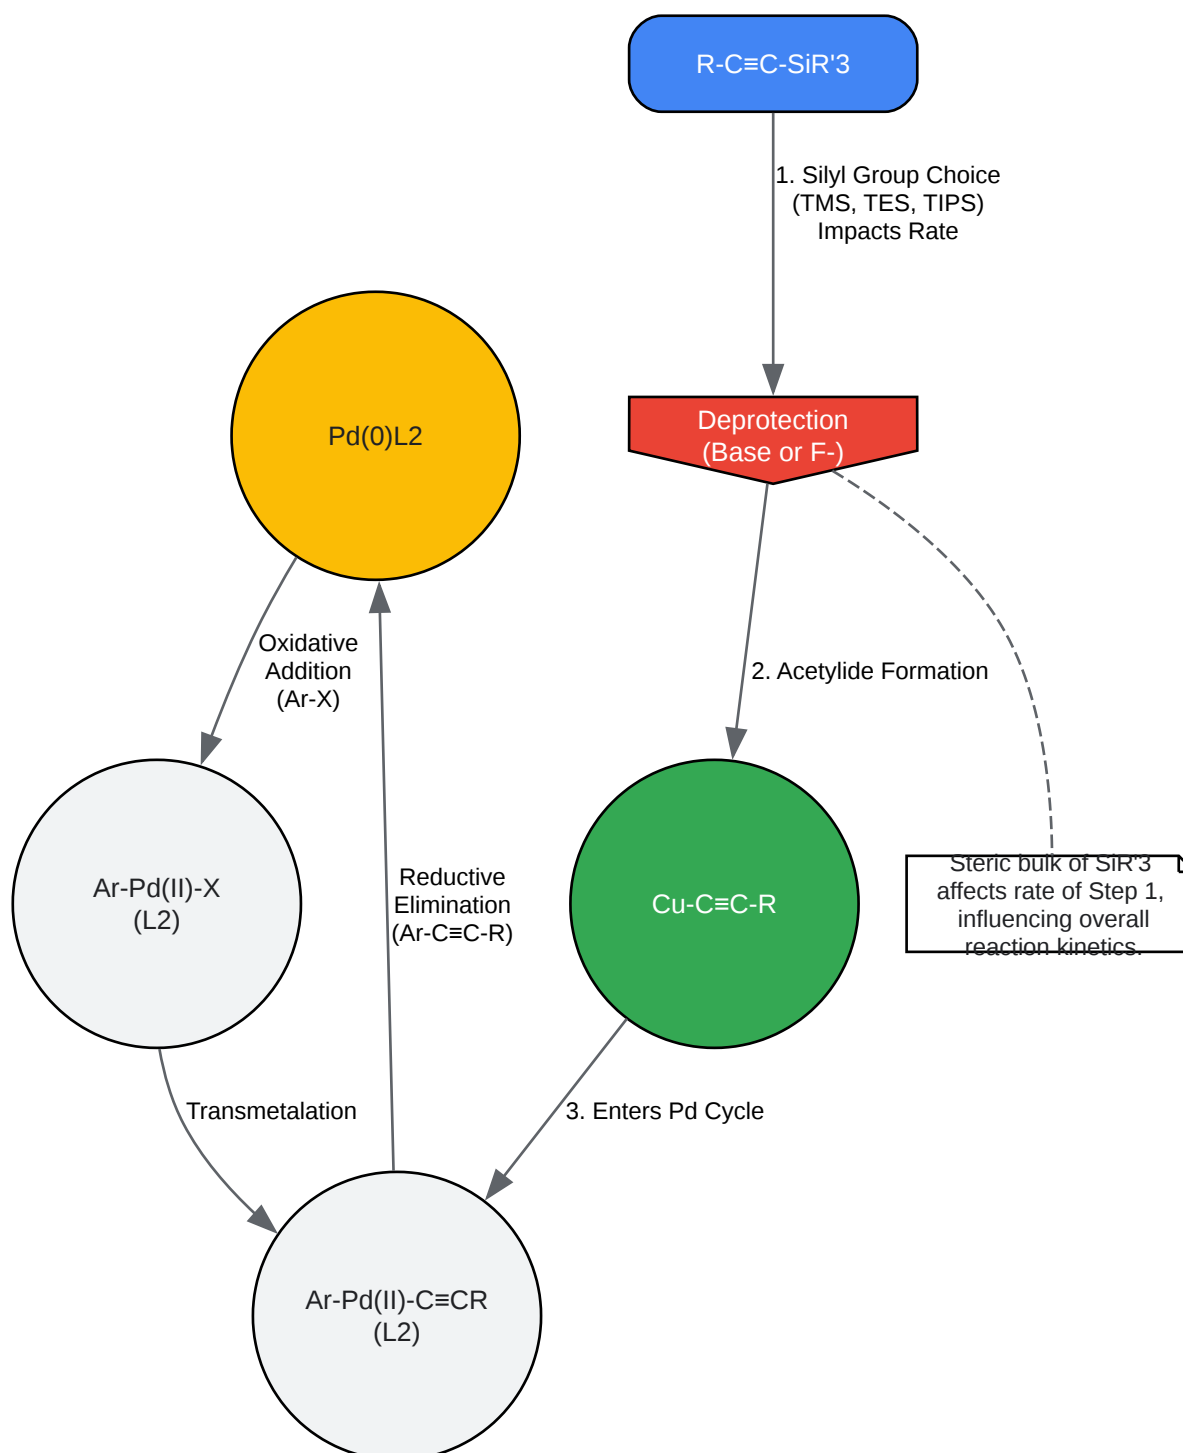 R-C≡C-SiR'3
1. Silyl Group Choice
(TMS, TES, TIPS)
Impacts Rate
Pd(0)L2
Deprotection
(Base or F-)
Oxidative
Addition
(Ar-X)
2. Acetylide Formation
Ar-Pd(II)-X
(L2)
Reductive
Elimination
(Ar-C≡C-R)
Cu-C≡C-R
Steric bulk of SiR'3
affects rate of Step 1,
influencing overall
reaction kinetics.
Transmetalation
3. Enters Pd Cycle
Ar-Pd(II)-C≡CR
(L2)